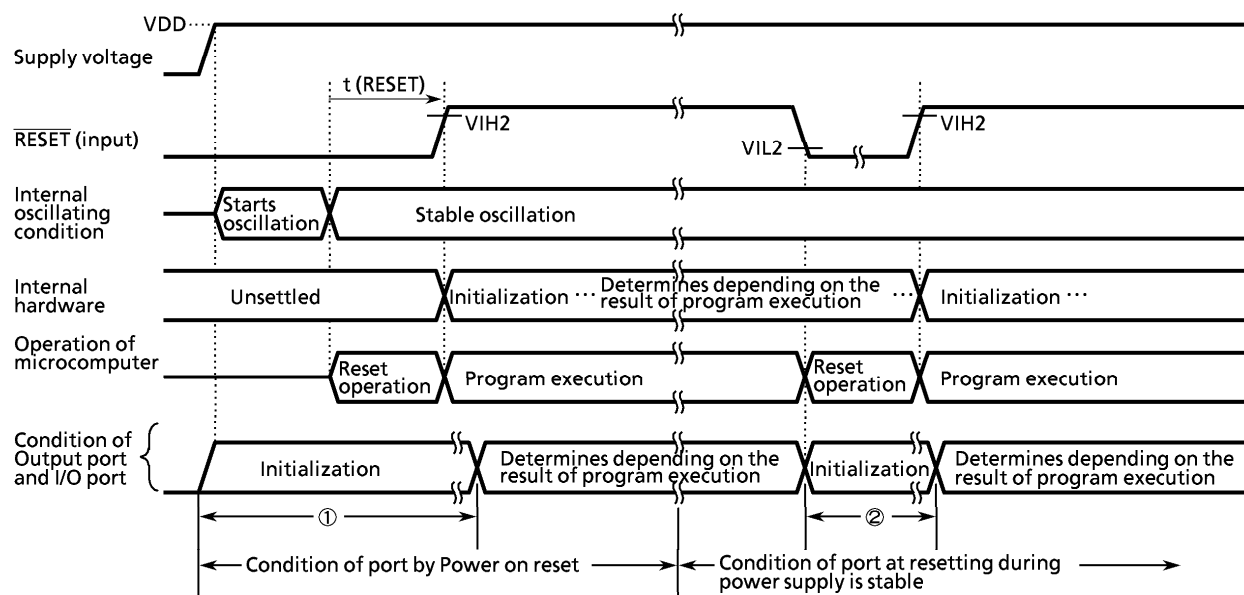 VDD
Supply voltage
t (RESET)
RESET (input)
VIH2
VIL2
VIH2
Internal
oscillating
condition
Starts
oscillation
Stable oscillation
Internal
hardware
Unsettled
Initialization ···
Determines depending on the
result of program execution
···
Initialization ···
Operation of
microcomputer
Reset
operation
Program execution
Reset
operation
Program execution
Condition of
Output port
and I/O port
Initialization
Determines depending on the
result of program execution
Initialization
Determines depending on the
result of program execution
①
②
Condition of port by Power on reset
Condition of port at resetting during
power supply is stable